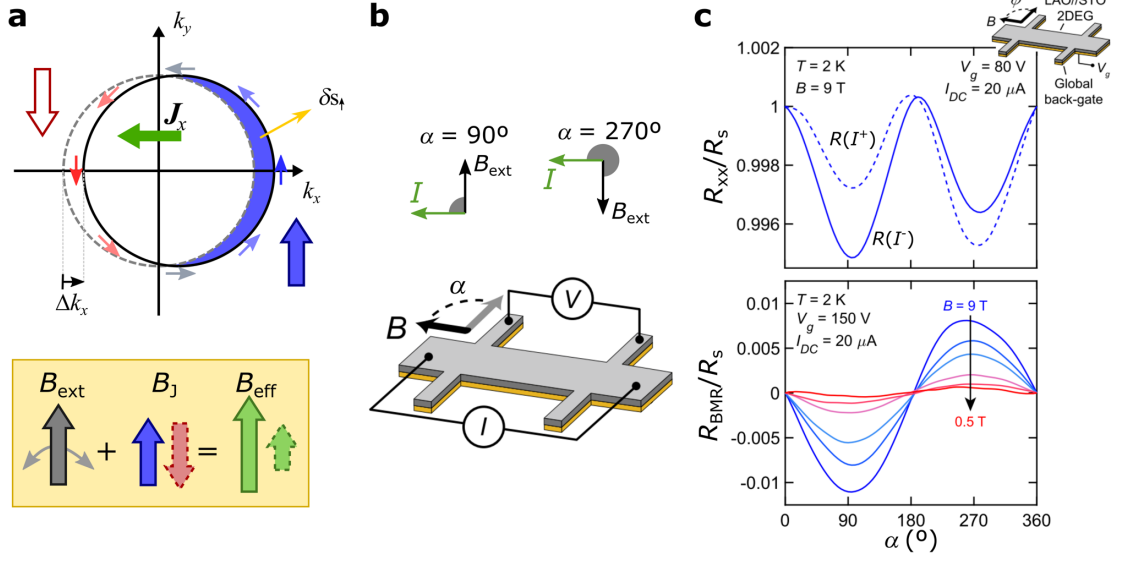 a
k_y
δs↑
J_x
k_x
Δk_x
B_ext
B_J
B_eff
+
=
b
α = 90º
α = 270º
B_ext
I
I
B_ext
α
V
B
I
c
B
φ
LAO//STO
2DEG
V_g
Global
back-gate
1.002
1
0.998
0.996
R_xx/R_s
T = 2 K
B = 9 T
V_g = 80 V
I_DC = 20 μA
R(I⁺)
R(I⁻)
0.01
0.005
0
-0.005
-0.01
R_BMR/R_s
T = 2 K
V_g = 150 V
I_DC = 20 μA
B = 9 T
0.5 T
0
90
180
270
360
α (º)